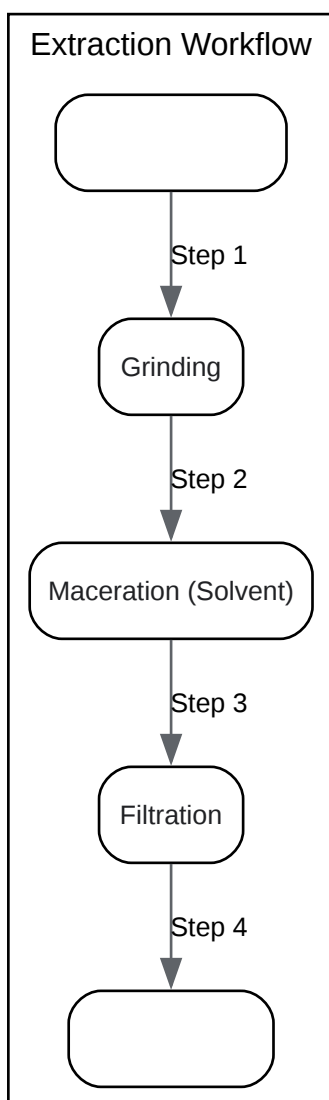 Extraction Workflow
Step 1
Grinding
Step 2
Maceration (Solvent)
Step 3
Filtration
Step 4